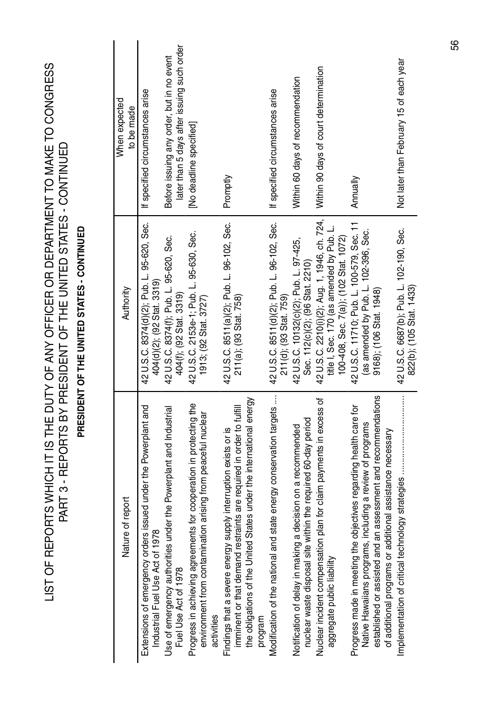 LIST OF REPORTS WHICH IT IS THE DUTY OF ANY OFFICER OR DEPARTMENT TO MAKE TO CONGRESS
PART 3 - REPORTS BY PRESIDENT OF THE UNITED STATES - CONTINUED
PRESIDENT OF THE UNITED STATES - CONTINUED
Nature of report
Authority
When expected
to be made
Extensions of emergency orders issued under the Powerplant and
Industrial Fuel Use Act of 1978
42 U.S.C. 8374(d)(2); Pub. L. 95-620, Sec.
404(d)(2); (92 Stat. 3319)
If specified circumstances arise
Use of emergency authorities under the Powerplant and Industrial
Fuel Use Act of 1978
42 U.S.C. 8374(f); Pub. L. 95-620, Sec.
404(f); (92 Stat. 3319)
Before issuing any order, but in no event
later than 5 days after issuing such order
Progress in achieving agreements for cooperation in protecting the
environment from contamination arising from peaceful nuclear
activities
42 U.S.C. 2153e-1; Pub. L. 95-630, Sec.
1913; (92 Stat. 3727)
[No deadline specified]
Findings that a severe energy supply interruption exists or is
imminent or that demand restraints are required in order to fulfill
the obligations of the United States under the international energy
program
42 U.S.C. 8511(a)(2); Pub. L. 96-102, Sec.
211(a); (93 Stat. 758)
Promptly
Modification of the national and state energy conservation targets ....
42 U.S.C. 8511(d)(2); Pub. L. 96-102, Sec.
211(d); (93 Stat. 759)
If specified circumstances arise
Notification of delay in making a decision on a recommended
nuclear waste disposal site within the required 60-day period
42 U.S.C. 10132(c)(2); Pub. L. 97-425,
Sec. 112(c)(2); (96 Stat. 2210)
Within 60 days of recommendation
Nuclear incident compensation plan for claim payments in excess of
aggregate public liability
42 U.S.C. 2210(i)(2); Aug. 1, 1946, ch. 724,
title I, Sec. 170 (as amended by Pub. L.
100-408, Sec. 7(a)); (102 Stat. 1072)
Within 90 days of court determination
Progress made in meeting the objectives regarding health care for
Native Hawaiians programs, including a review of programs
established or assisted and an assessment and recommendations
of additional programs or additional assistance necessary
42 U.S.C. 11710; Pub. L. 100-579, Sec. 11
(as amended by Pub. L. 102-396, Sec.
9168); (106 Stat. 1948)
Annually
Implementation of critical technology strategies ................................
42 U.S.C. 6687(b); Pub. L. 102-190, Sec.
822(b); (105 Stat. 1433)
Not later than February 15 of each year
56